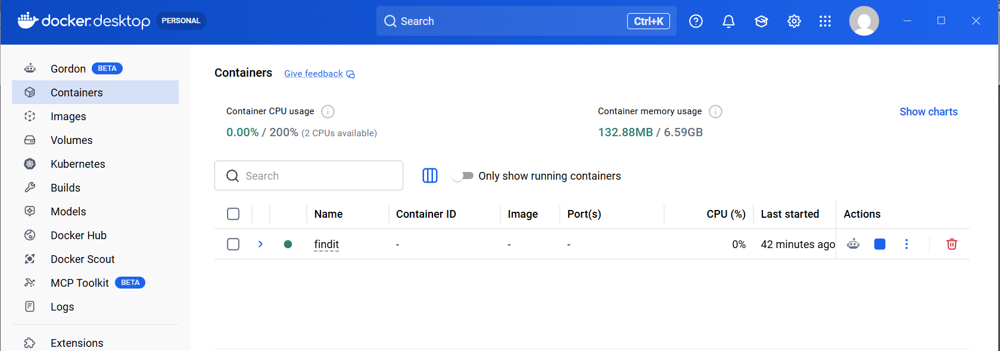 docker.desktop PERSONAL Search Ctrl+K
Gordon BETA
Containers
Images
Volumes
Kubernetes
Builds
Models
Docker Hub
Docker Scout
MCP Toolkit BETA
Logs
Extensions
Containers Give feedback
Container CPU usage
0.00% / 200% (2 CPUs available)
Container memory usage
132.88MB / 6.59GB
Show charts
Search Only show running containers
Name Container ID Image Port(s) CPU (%) Last started Actions
findit - - - 0% 42 minutes ago